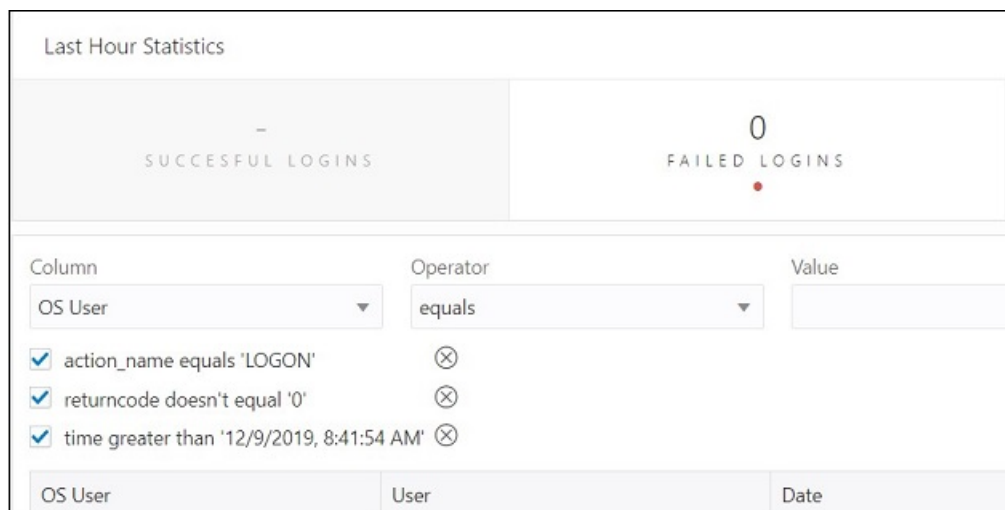 Last Hour Statistics
- 0
SUCCESFUL LOGINS FAILED LOGINS
Column Operator Value
OS User equals
action_name equals 'LOGON'
returncode doesn't equal '0'
time greater than '12/9/2019, 8:41:54 AM'
OS User User Date